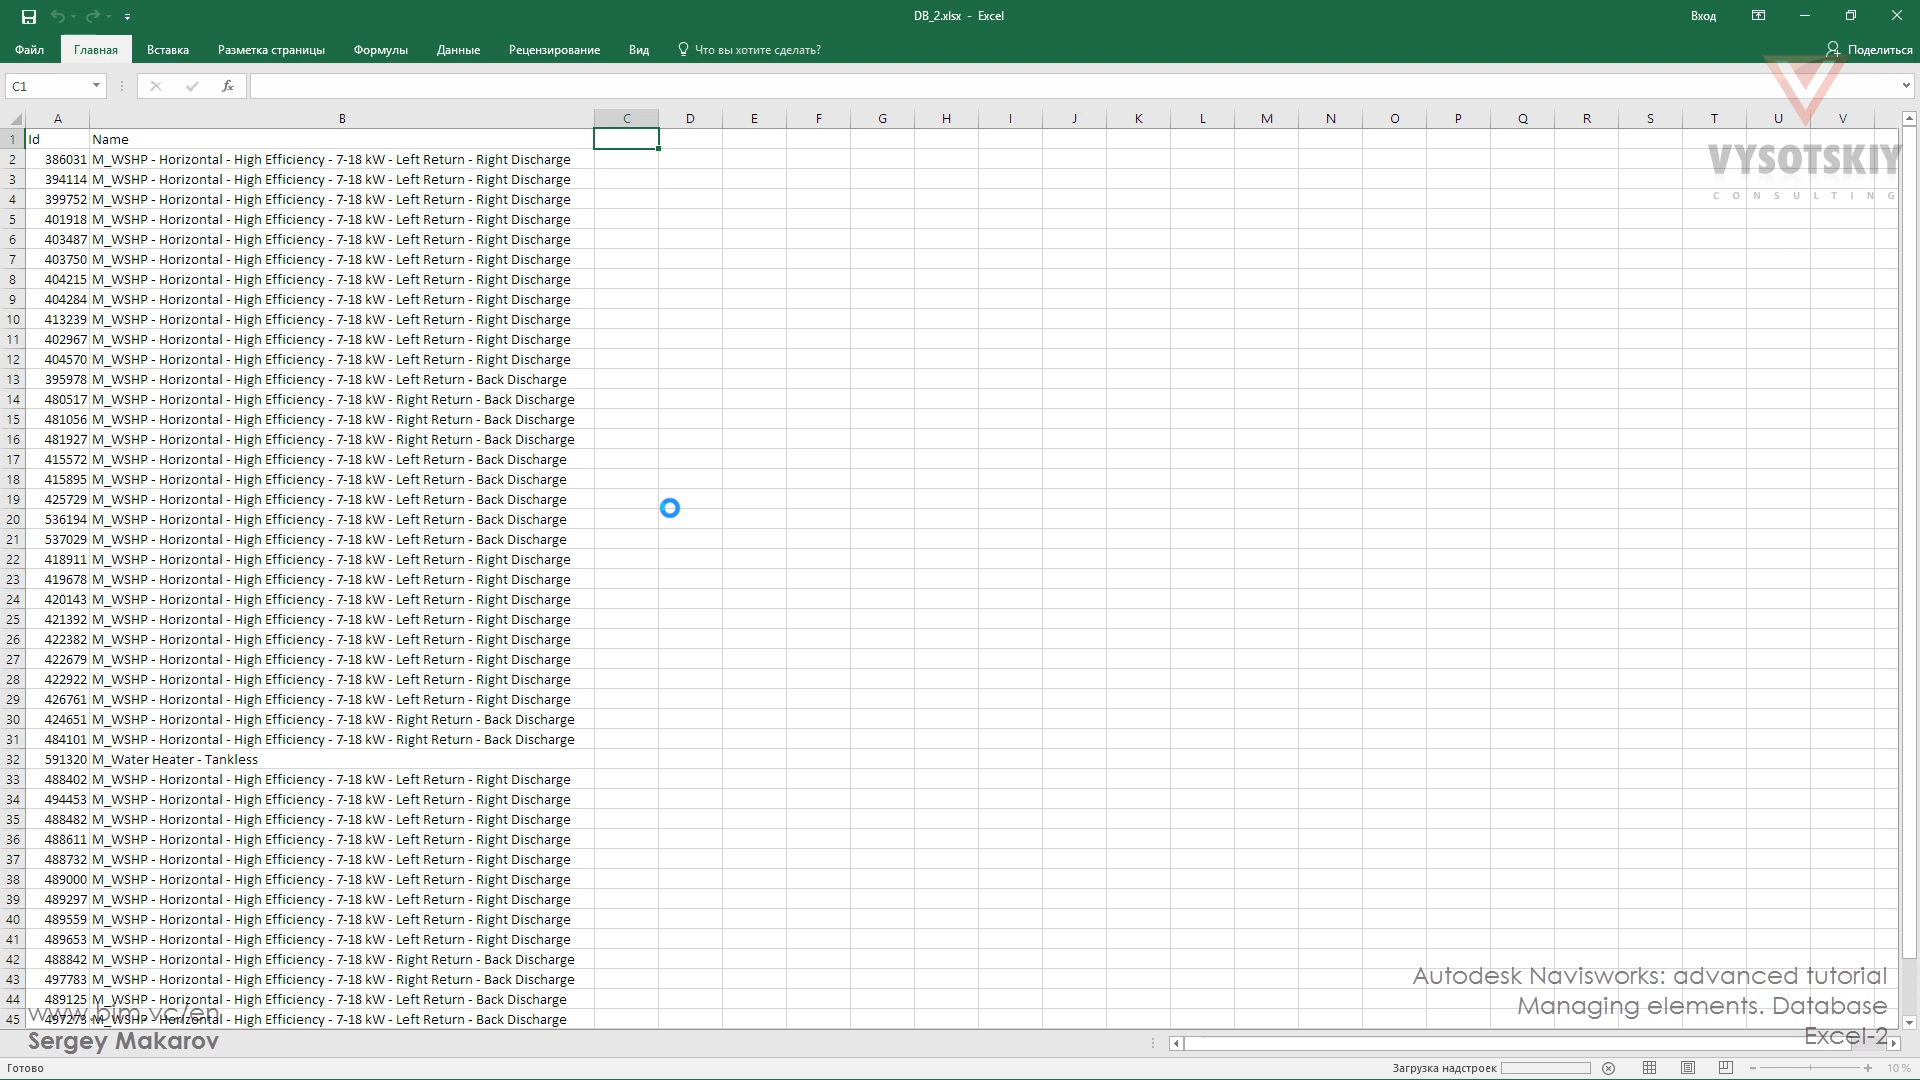 DB_2.xlsx - Excel
Вход
Файл Главная Вставка Разметка страницы Формулы Данные Рецензирование Вид Что вы хотите сделать? Поделиться
C1 fx
A B C D E F G H I J K L M N O P Q R S T U V
1 Id Name
2 386031 M_WSHP - Horizontal - High Efficiency - 7-18 kW - Left Return - Right Discharge
3 394114 M_WSHP - Horizontal - High Efficiency - 7-18 kW - Left Return - Right Discharge
4 399752 M_WSHP - Horizontal - High Efficiency - 7-18 kW - Left Return - Right Discharge
5 401918 M_WSHP - Horizontal - High Efficiency - 7-18 kW - Left Return - Right Discharge
6 403487 M_WSHP - Horizontal - High Efficiency - 7-18 kW - Left Return - Right Discharge
7 403750 M_WSHP - Horizontal - High Efficiency - 7-18 kW - Left Return - Right Discharge
8 404215 M_WSHP - Horizontal - High Efficiency - 7-18 kW - Left Return - Right Discharge
9 404284 M_WSHP - Horizontal - High Efficiency - 7-18 kW - Left Return - Right Discharge
10 413239 M_WSHP - Horizontal - High Efficiency - 7-18 kW - Left Return - Right Discharge
11 402967 M_WSHP - Horizontal - High Efficiency - 7-18 kW - Left Return - Right Discharge
12 404570 M_WSHP - Horizontal - High Efficiency - 7-18 kW - Left Return - Right Discharge
13 395978 M_WSHP - Horizontal - High Efficiency - 7-18 kW - Left Return - Back Discharge
14 480517 M_WSHP - Horizontal - High Efficiency - 7-18 kW - Right Return - Back Discharge
15 481056 M_WSHP - Horizontal - High Efficiency - 7-18 kW - Right Return - Back Discharge
16 481927 M_WSHP - Horizontal - High Efficiency - 7-18 kW - Right Return - Back Discharge
17 415572 M_WSHP - Horizontal - High Efficiency - 7-18 kW - Left Return - Back Discharge
18 415895 M_WSHP - Horizontal - High Efficiency - 7-18 kW - Left Return - Back Discharge
19 425729 M_WSHP - Horizontal - High Efficiency - 7-18 kW - Left Return - Back Discharge
20 536194 M_WSHP - Horizontal - High Efficiency - 7-18 kW - Left Return - Back Discharge
21 537029 M_WSHP - Horizontal - High Efficiency - 7-18 kW - Left Return - Back Discharge
22 418911 M_WSHP - Horizontal - High Efficiency - 7-18 kW - Left Return - Right Discharge
23 419678 M_WSHP - Horizontal - High Efficiency - 7-18 kW - Left Return - Right Discharge
24 420143 M_WSHP - Horizontal - High Efficiency - 7-18 kW - Left Return - Right Discharge
25 421392 M_WSHP - Horizontal - High Efficiency - 7-18 kW - Left Return - Right Discharge
26 422382 M_WSHP - Horizontal - High Efficiency - 7-18 kW - Left Return - Right Discharge
27 422679 M_WSHP - Horizontal - High Efficiency - 7-18 kW - Left Return - Right Discharge
28 422922 M_WSHP - Horizontal - High Efficiency - 7-18 kW - Left Return - Right Discharge
29 426761 M_WSHP - Horizontal - High Efficiency - 7-18 kW - Left Return - Right Discharge
30 424651 M_WSHP - Horizontal - High Efficiency - 7-18 kW - Right Return - Back Discharge
31 484101 M_WSHP - Horizontal - High Efficiency - 7-18 kW - Right Return - Back Discharge
32 591320 M_Water Heater - Tankless
33 488402 M_WSHP - Horizontal - High Efficiency - 7-18 kW - Left Return - Right Discharge
34 494453 M_WSHP - Horizontal - High Efficiency - 7-18 kW - Left Return - Right Discharge
35 488482 M_WSHP - Horizontal - High Efficiency - 7-18 kW - Left Return - Right Discharge
36 488611 M_WSHP - Horizontal - High Efficiency - 7-18 kW - Left Return - Right Discharge
37 488732 M_WSHP - Horizontal - High Efficiency - 7-18 kW - Left Return - Right Discharge
38 489000 M_WSHP - Horizontal - High Efficiency - 7-18 kW - Left Return - Right Discharge
39 489297 M_WSHP - Horizontal - High Efficiency - 7-18 kW - Left Return - Right Discharge
40 489559 M_WSHP - Horizontal - High Efficiency - 7-18 kW - Left Return - Right Discharge
41 489653 M_WSHP - Horizontal - High Efficiency - 7-18 kW - Left Return - Right Discharge
42 488842 M_WSHP - Horizontal - High Efficiency - 7-18 kW - Right Return - Back Discharge
43 497783 M_WSHP - Horizontal - High Efficiency - 7-18 kW - Right Return - Back Discharge
44 489125 M_WSHP - Horizontal - High Efficiency - 7-18 kW - Left Return - Back Discharge
45 497273 M_WSHP - Horizontal - High Efficiency - 7-18 kW - Left Return - Back Discharge
VYSOTSKIY
CONSULTING
www.bim.vc/en
Sergey Makarov
Autodesk Navisworks: advanced tutorial
Managing elements. Database
Excel-2
Готово
Загрузка надстроек
10 %